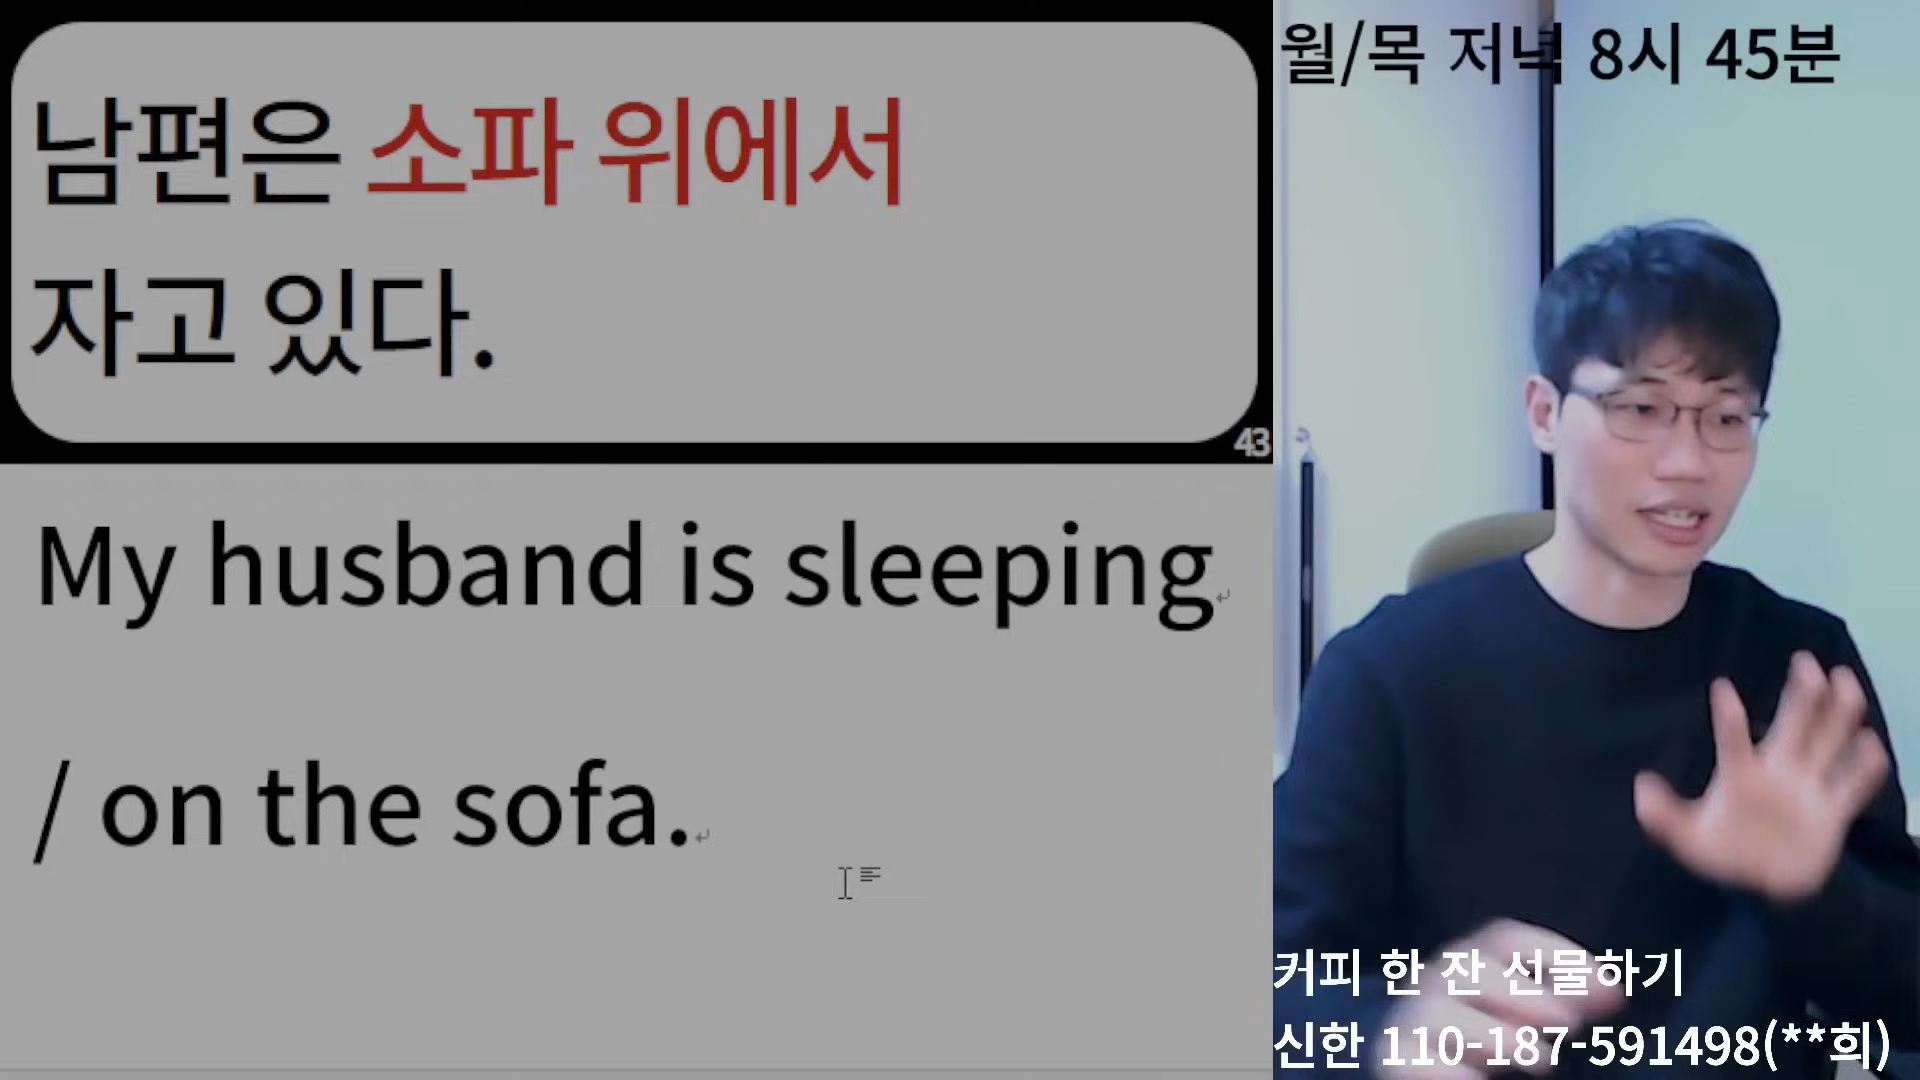 남편은 소파 위에서
자고 있다.
43
My husband is sleeping
/ on the sofa.
월/목 저녁 8시 45분
커피 한 잔 선물하기
신한 110-187-591498(**희)